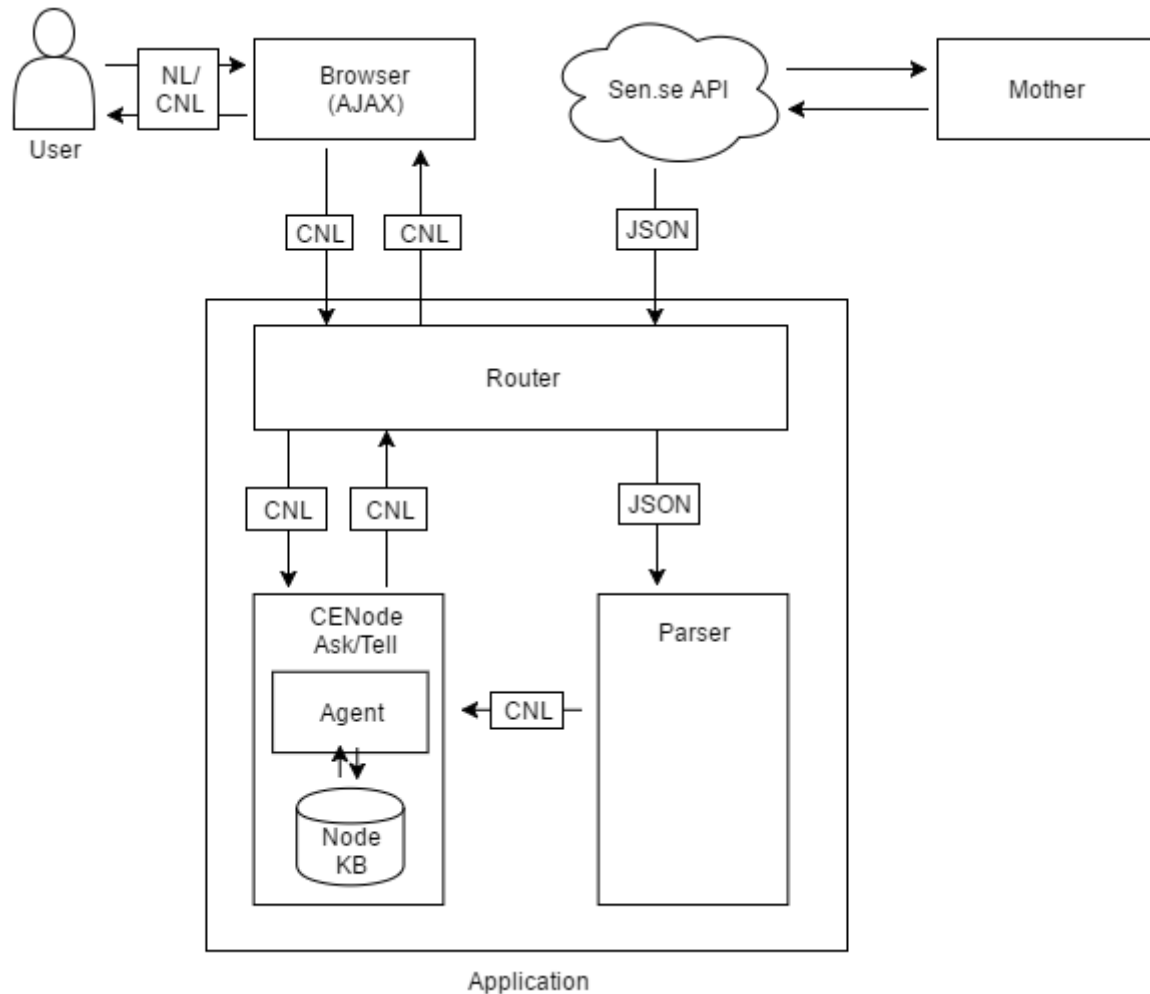 NL/
CNL
Browser
(AJAX)
Sen.se API
Mother
User
CNL
CNL
JSON
Router
CNL
CNL
JSON
CENode
Ask/Tell
Parser
Agent
CNL
Node
KB
Application